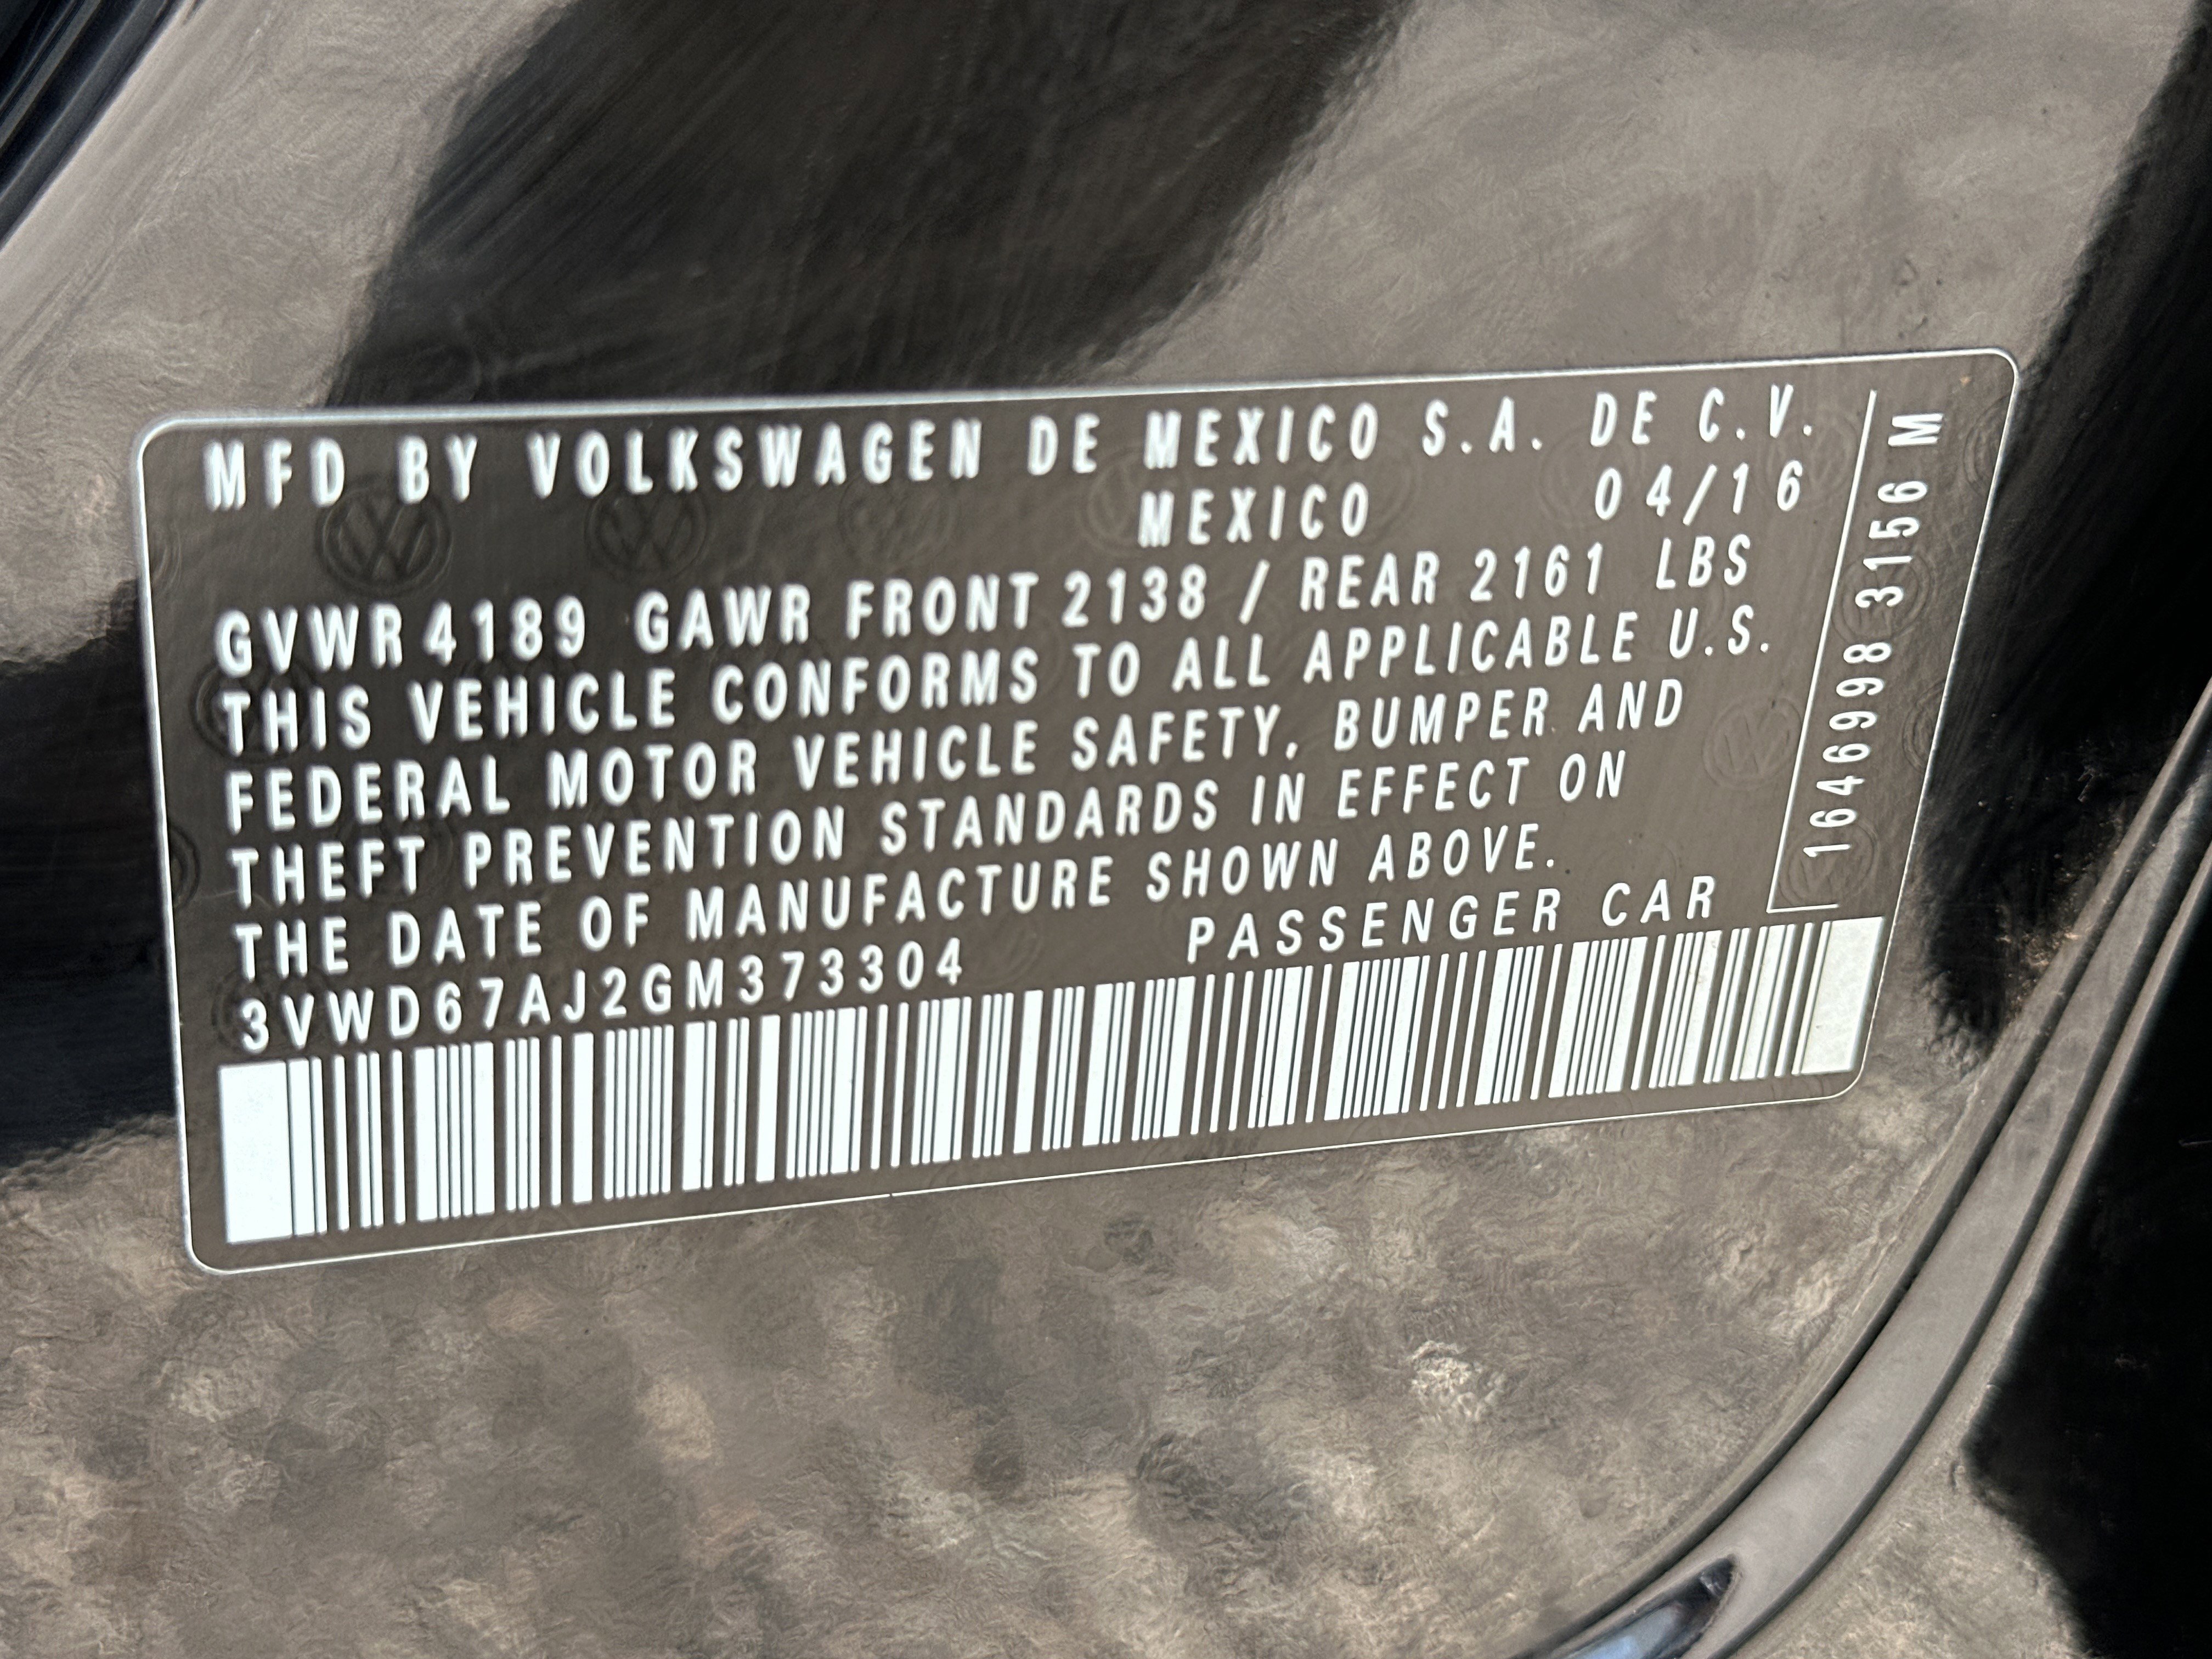 MFD BY VOLKSWAGEN DE MEXICO S.A. DE C.V.
MEXICO 04/16
GVWR 4189 GAWR FRONT 2138 / REAR 2161 LBS
THIS VEHICLE CONFORMS TO ALL APPLICABLE U.S.
FEDERAL MOTOR VEHICLE SAFETY, BUMPER AND
THEFT PREVENTION STANDARDS IN EFFECT ON
THE DATE OF MANUFACTURE SHOWN ABOVE.
3VWD67AJ2GM373304 PASSENGER CAR
1646998 3156 M